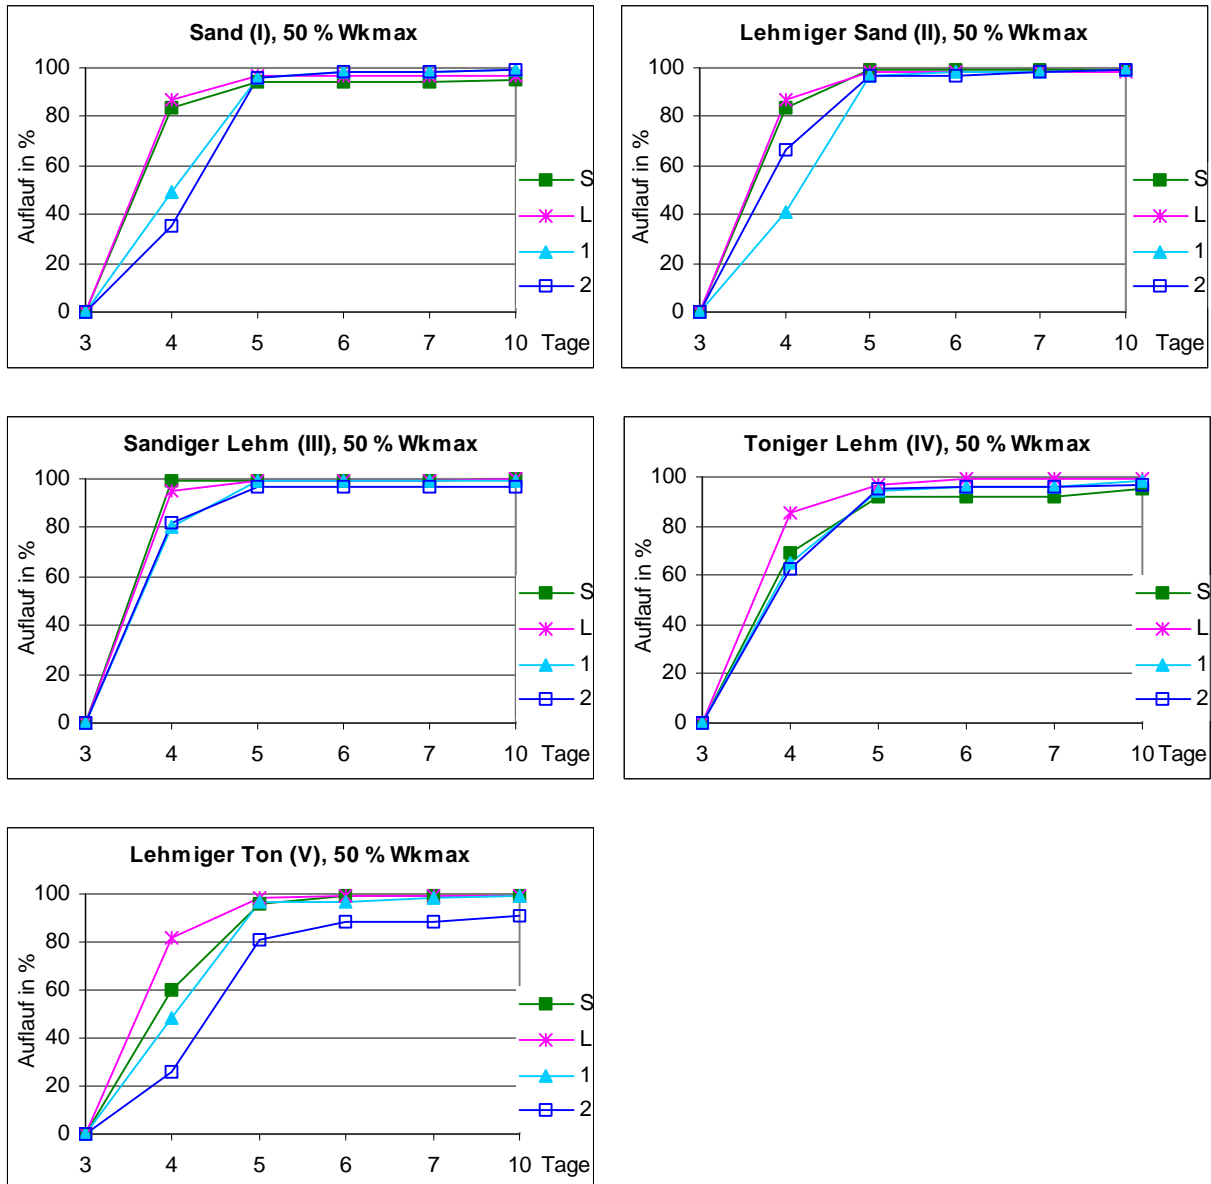 Sand (I), 50 % Wkmax
Auflauf in %
100
80
60
40
20
0
3 4 5 6 7 10 Tage
S
L
1
2
Lehmiger Sand (II), 50 % Wkmax
Auflauf in %
100
80
60
40
20
0
3 4 5 6 7 10 Tage
S
L
1
2
Sandiger Lehm (III), 50 % Wkmax
Auflauf in %
100
80
60
40
20
0
3 4 5 6 7 10 Tage
S
L
1
2
Toniger Lehm (IV), 50 % Wkmax
Auflauf in %
100
80
60
40
20
0
3 4 5 6 7 10 Tage
S
L
1
2
Lehmiger Ton (V), 50 % Wkmax
Auflauf in %
100
80
60
40
20
0
3 4 5 6 7 10 Tage
S
L
1
2